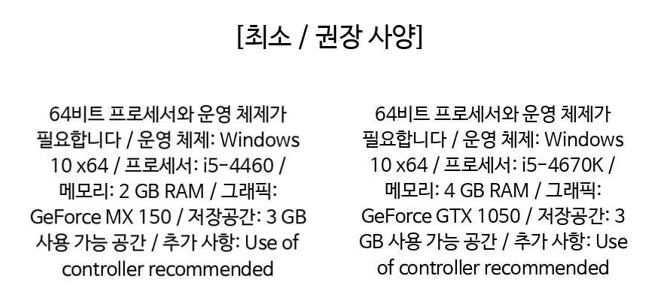 [최소 / 권장 사양]
64비트 프로세서와 운영 체제가
필요합니다 / 운영 체제: Windows
10 x64 / 프로세서: i5-4460 /
메모리: 2 GB RAM / 그래픽:
GeForce MX 150 / 저장공간: 3 GB
사용 가능 공간 / 추가 사항: Use of
controller recommended
64비트 프로세서와 운영 체제가
필요합니다 / 운영 체제: Windows
10 x64 / 프로세서: i5-4670K /
메모리: 4 GB RAM / 그래픽:
GeForce GTX 1050 / 저장공간: 3
GB 사용 가능 공간 / 추가 사항: Use
of controller recommended